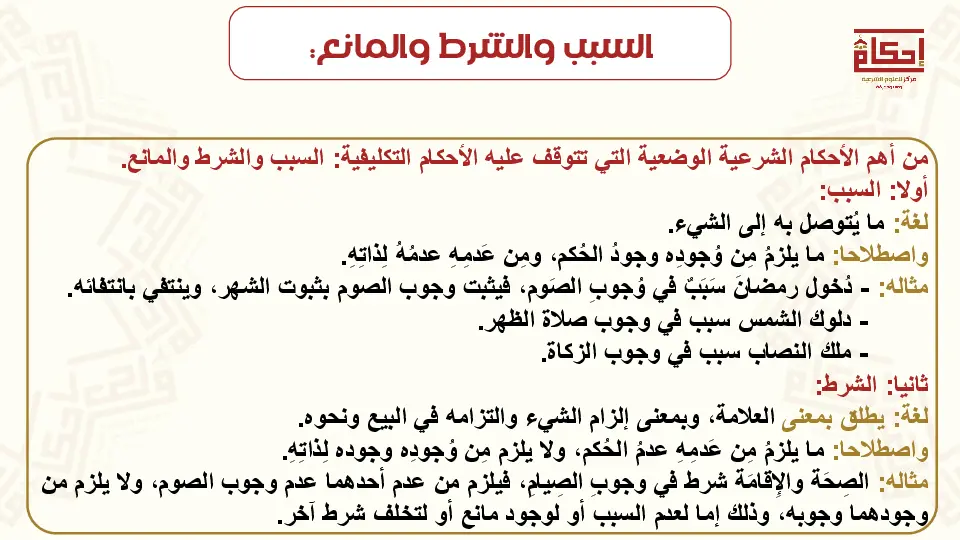 السبب والشرط والمانع:
إحكام
مركز للعلوم الشرعية
من أهم الأحكام الشرعية الوضعية التي تتوقف عليه الأحكام التكليفية: السبب والشرط والمانع.
أولا: السبب:
لغة: ما يُتوصل به إلى الشيء.
واصطلاحا: ما يلزمُ مِن وُجودِه وجودُ الحُكم، ومِن عَدمِهِ عدمُهُ لِذاتِهِ.
مثاله: - دُخول رمضانَ سَبَبٌ في وُجوبِ الصَوم، فيثبت وجوب الصوم بثبوت الشهر، وينتفي بانتفائه.
- دلوك الشمس سبب في وجوب صلاة الظهر.
- ملك النصاب سبب في وجوب الزكاة.
ثانيا: الشرط:
لغة: يطلق بمعنى العلامة، وبمعنى إلزام الشيء والتزامه في البيع ونحوه.
واصطلاحا: ما يلزمُ مِن عَدمِهِ عدمُ الحُكم، ولا يلزم مِن وُجودِه وجوده لِذاتِهِ.
مثاله: الصِحَة والإِقامَة شرط في وجوبِ الصِيامِ، فيلزم من عدم أحدهما عدم وجوب الصوم، ولا يلزم من
وجودهما وجوبه، وذلك إما لعدم السبب أو لوجود مانع أو لتخلف شرط آخر.